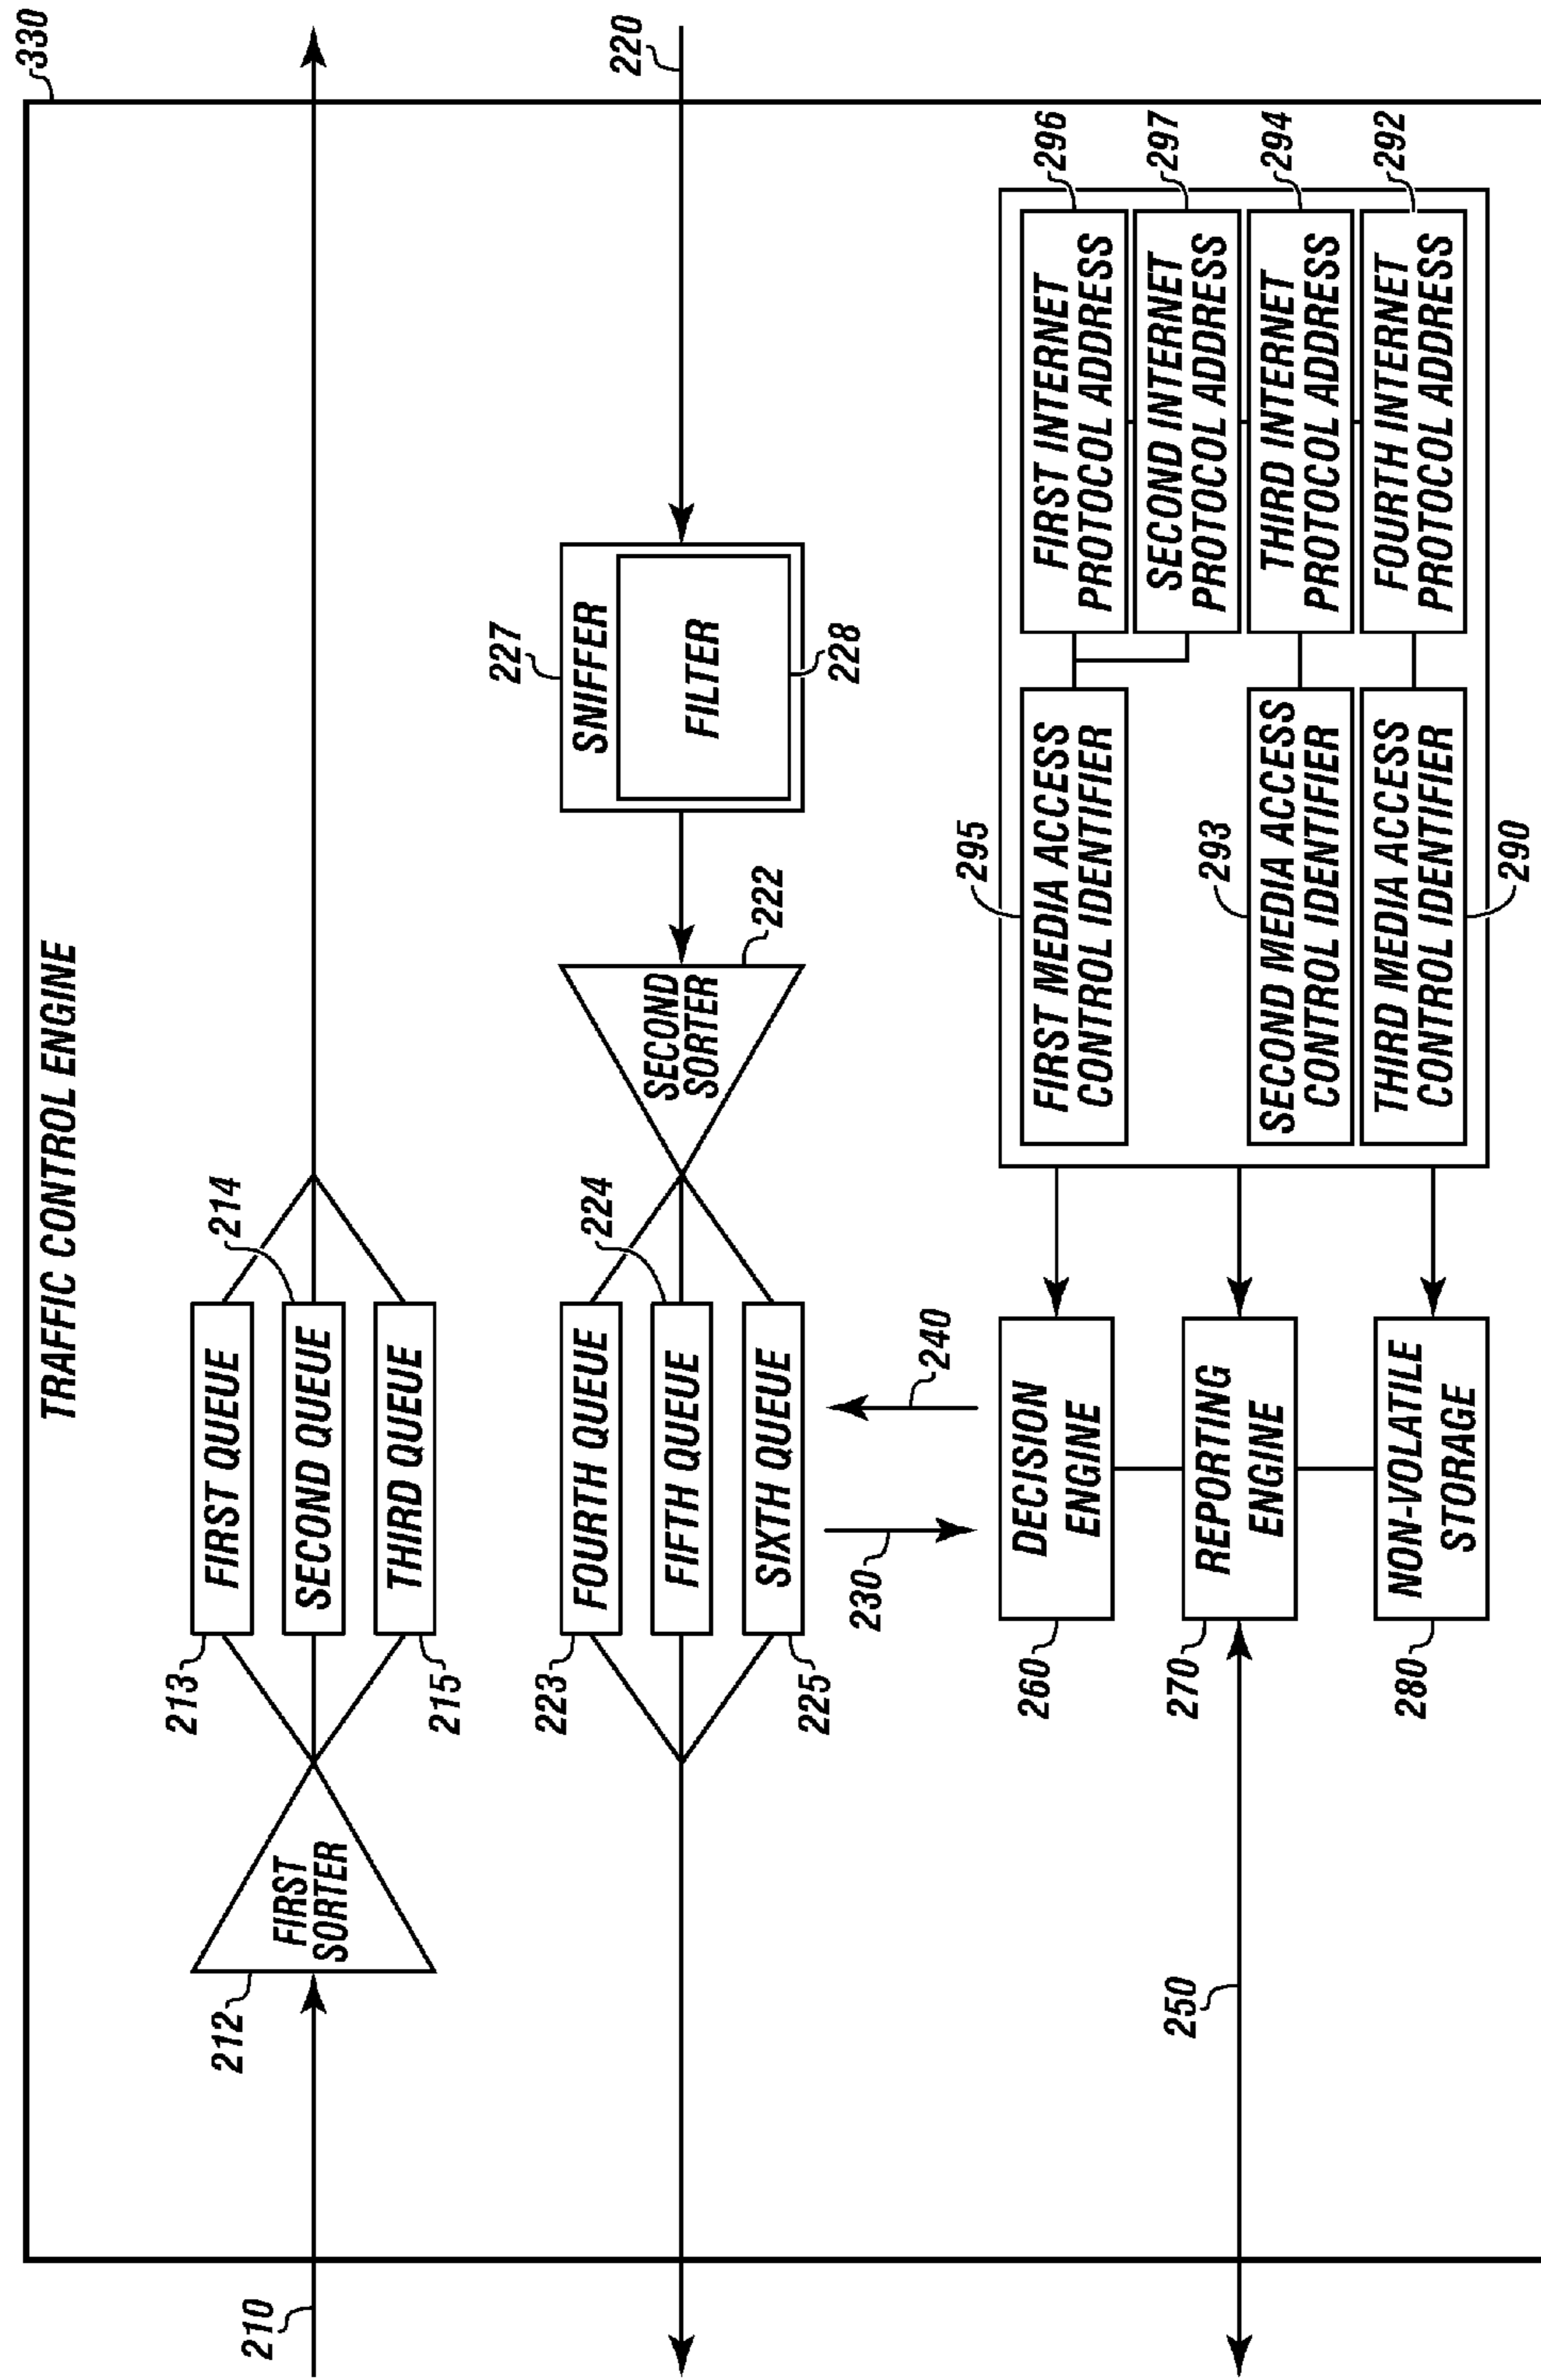 TRAFFIC CONTROL ENGINE
330
210
212
FIRST
SORTER
213
FIRST QUEUE
214
SECOND QUEUE
215
THIRD QUEUE
220
227
SNIFFER
FILTER
228
222
SECOND
SORTER
223
FOURTH QUEUE
224
FIFTH QUEUE
225
SIXTH QUEUE
230
240
250
260
DECISION
ENGINE
270
REPORTING
ENGINE
280
NON-VOLATILE
STORAGE
295
FIRST MEDIA ACCESS
CONTROL IDENTIFIER
293
SECOND MEDIA ACCESS
CONTROL IDENTIFIER
THIRD MEDIA ACCESS
CONTROL IDENTIFIER
290
FIRST INTERNET
PROTOCOL ADDRESS
296
SECOND INTERNET
PROTOCOL ADDRESS
297
THIRD INTERNET
PROTOCOL ADDRESS
294
FOURTH INTERNET
PROTOCOL ADDRESS
292